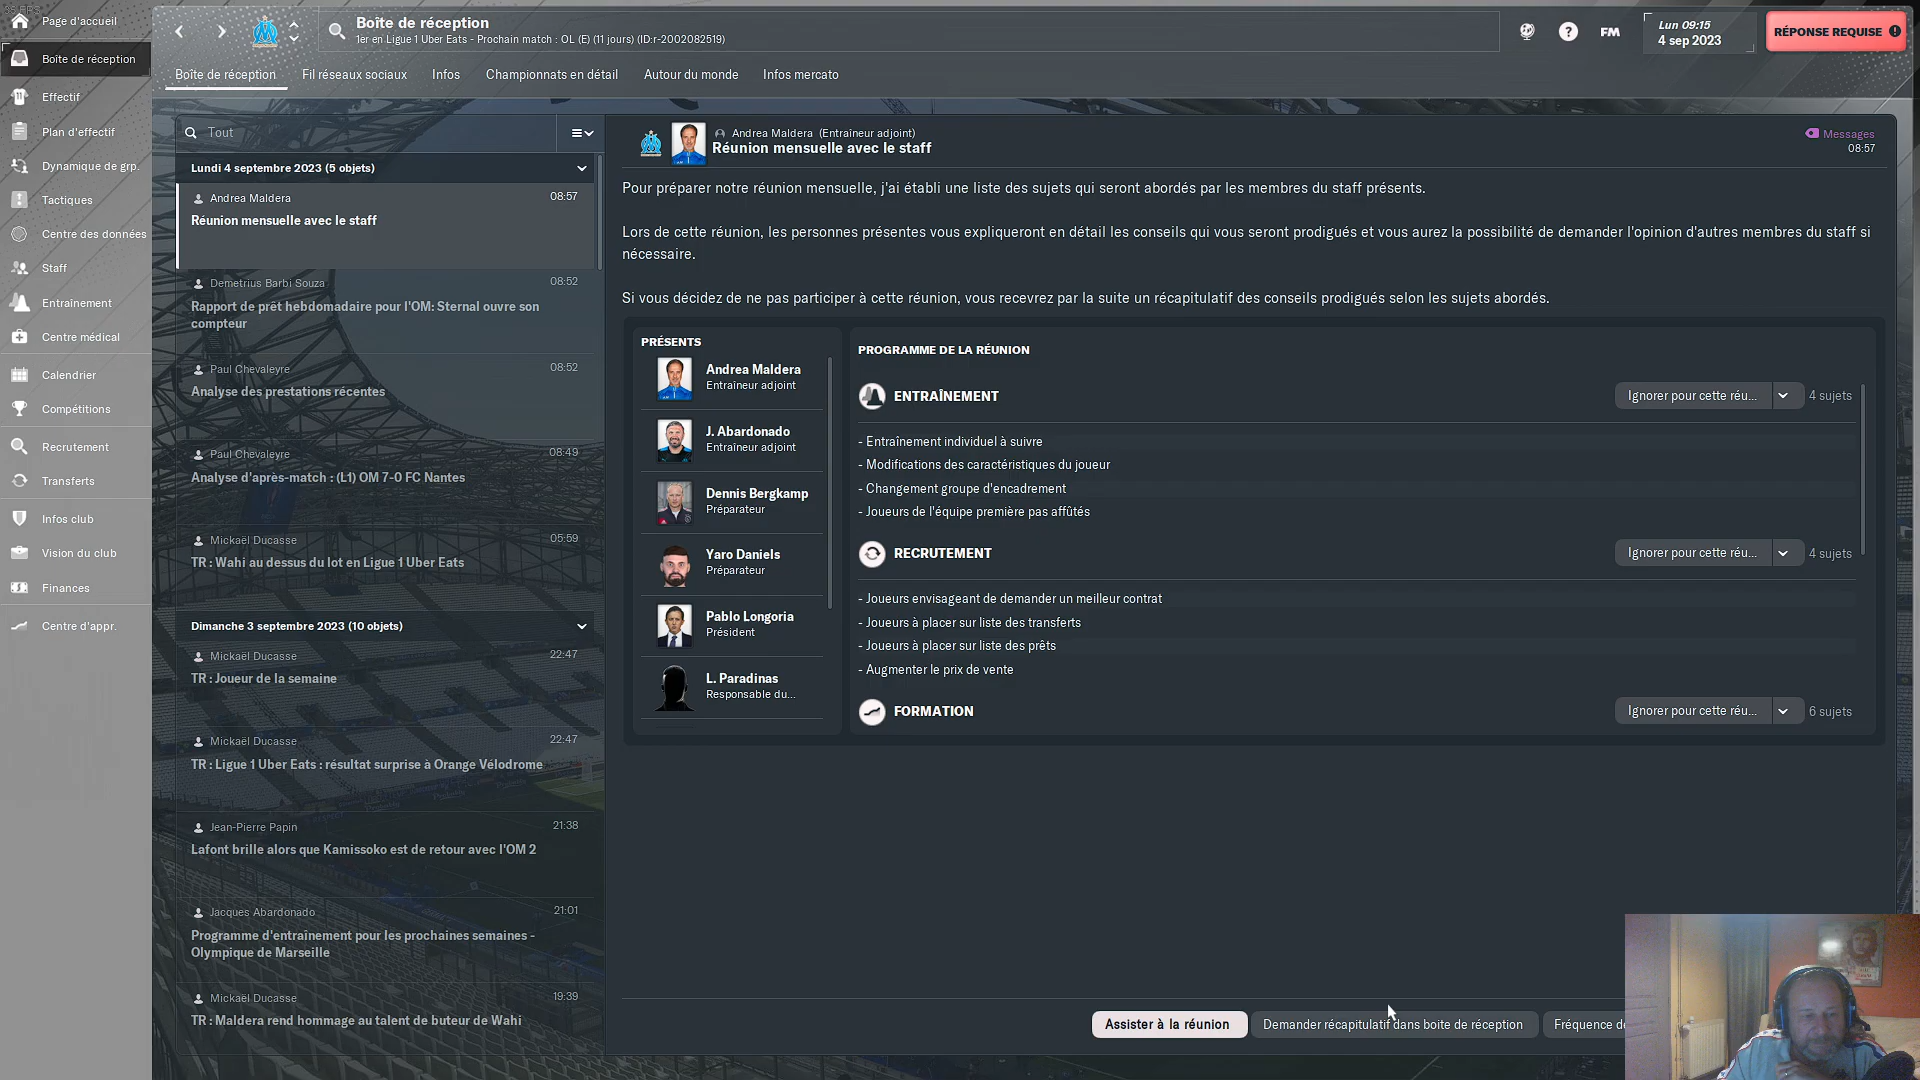 Page d'accueil
Boîte de réception
Effectif
Plan d'effectif
Dynamique de grp.
Tactiques
Centre des données
Staff
Entraînement
Centre médical
Calendrier
Compétitions
Recrutement
Transferts
Infos club
Vision du club
Finances
Centre d'appr.
Boîte de réception
1er en Ligue 1 Uber Eats - Prochain match : OL (E) (11 jours) (ID:r-2002082519)
FM
Lun 09:15
4 sep 2023
RÉPONSE REQUISE
Boîte de réception
Fil réseaux sociaux
Infos
Championnats en détail
Autour du monde
Infos mercato
Tout
Lundi 4 septembre 2023 (5 objets)
Andrea Maldera 08:57
Réunion mensuelle avec le staff
Demetrius Barbi Souza 08:52
Rapport de prêt hebdomadaire pour l'OM: Sternal ouvre son
compteur
Paul Chevaleyre 08:52
Analyse des prestations récentes
Paul Chevaleyre 08:49
Analyse d'après-match : (L1) OM 7-0 FC Nantes
Mickaël Ducasse 05:59
TR : Wahi au dessus du lot en Ligue 1 Uber Eats
Dimanche 3 septembre 2023 (10 objets)
Mickaël Ducasse 22:47
TR : Joueur de la semaine
Mickaël Ducasse 22:47
TR : Ligue 1 Uber Eats : résultat surprise à Orange Vélodrome
Jean-Pierre Papin 21:38
Lafont brille alors que Kamissoko est de retour avec l'OM 2
Jacques Abardonado 21:01
Programme d'entraînement pour les prochaines semaines -
Olympique de Marseille
Mickaël Ducasse 19:39
TR : Maldera rend hommage au talent de buteur de Wahi
Andrea Maldera (Entraîneur adjoint)
Réunion mensuelle avec le staff
Messages
08:57
Pour préparer notre réunion mensuelle, j'ai établi une liste des sujets qui seront abordés par les membres du staff présents.
Lors de cette réunion, les personnes présentes vous expliqueront en détail les conseils qui vous seront prodigués et vous aurez la possibilité de demander l'opinion d'autres membres du staff si
nécessaire.
Si vous décidez de ne pas participer à cette réunion, vous recevrez par la suite un récapitulatif des conseils prodigués selon les sujets abordés.
PRÉSENTS
Andrea Maldera
Entraîneur adjoint
J. Abardonado
Entraîneur adjoint
Dennis Bergkamp
Préparateur
Yaro Daniels
Préparateur
Pablo Longoria
Président
L. Paradinas
Responsable du...
PROGRAMME DE LA RÉUNION
ENTRAÎNEMENT
Ignorer pour cette réu... 4 sujets
- Entraînement individuel à suivre
- Modifications des caractéristiques du joueur
- Changement groupe d'encadrement
- Joueurs de l'équipe première pas affûtés
RECRUTEMENT
Ignorer pour cette réu... 4 sujets
- Joueurs envisageant de demander un meilleur contrat
- Joueurs à placer sur liste des transferts
- Joueurs à placer sur liste des prêts
- Augmenter le prix de vente
FORMATION
Ignorer pour cette réu... 6 sujets
Assister à la réunion
Demander récapitulatif dans boite de réception
Fréquence